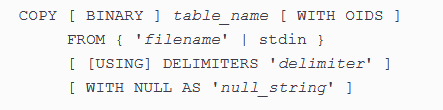 COPY [ BINARY ] table_name [ WITH OIDS ]
FROM { 'filename' | stdin }
[ [USING] DELIMITERS 'delimiter' ]
[ WITH NULL AS 'null_string' ]